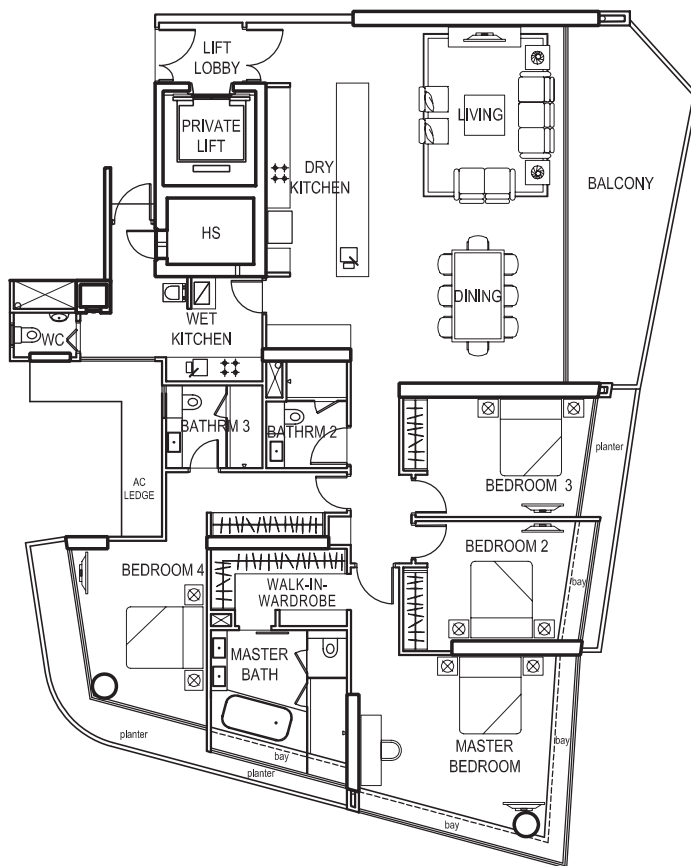 LIFT
LOBBY
PRIVATE
LIFT
LIVING
DRY
KITCHEN
BALCONY
HS
DINING
WET
KITCHEN
WC
BATHRM 3
BATHRM 2
planter
AC
LEDGE
BEDROOM 3
BEDROOM 2
BEDROOM 4
bay
WALK-IN-
WARDROBE
MASTER
BATH
planter
bay
planter
MASTER
BEDROOM
bay
bay